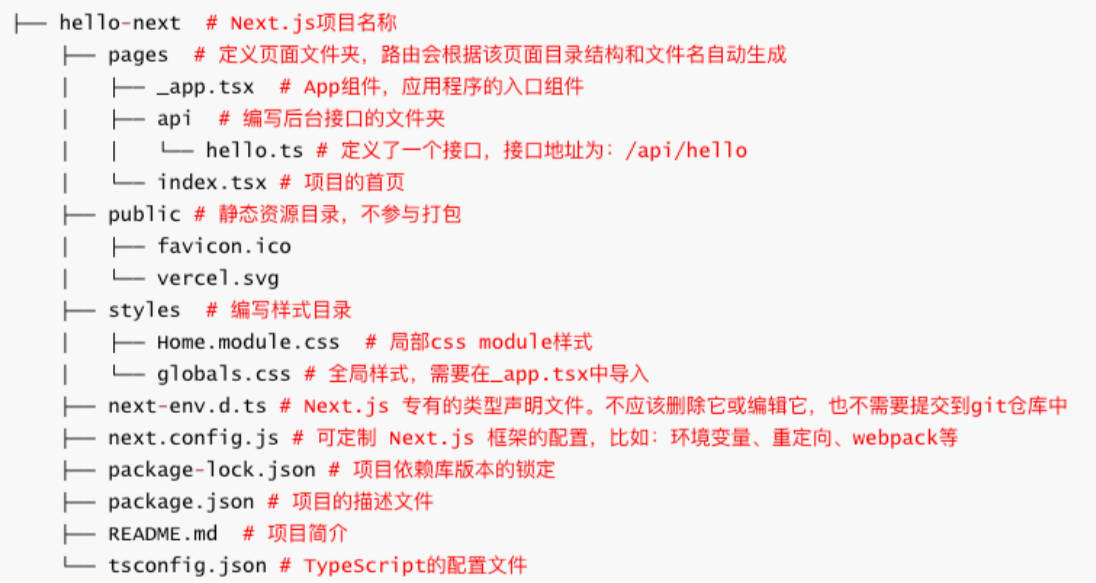 ├── hello-next  # Next.js项目名称
    ├── pages  # 定义页面文件夹，路由会根据该页面目录结构和文件名自动生成
    │   ├── _app.tsx  # App组件，应用程序的入口组件
    │   ├── api  # 编写后台接口的文件夹
    │   │   └── hello.ts # 定义了一个接口，接口地址为：/api/hello
    │   └── index.tsx # 项目的首页
    ├── public # 静态资源目录，不参与打包
    │   ├── favicon.ico
    │   └── vercel.svg
    ├── styles  # 编写样式目录
    │   ├── Home.module.css  # 局部css module样式
    │   └── globals.css # 全局样式，需要在_app.tsx中导入
    ├── next-env.d.ts # Next.js 专有的类型声明文件。不应该删除它或编辑它，也不需要提交到git仓库中
    ├── next.config.js # 可定制 Next.js 框架的配置，比如：环境变量、重定向、webpack等
    ├── package-lock.json # 项目依赖库版本的锁定
    ├── package.json # 项目的描述文件
    ├── README.md  # 项目简介
    └── tsconfig.json # TypeScript的配置文件